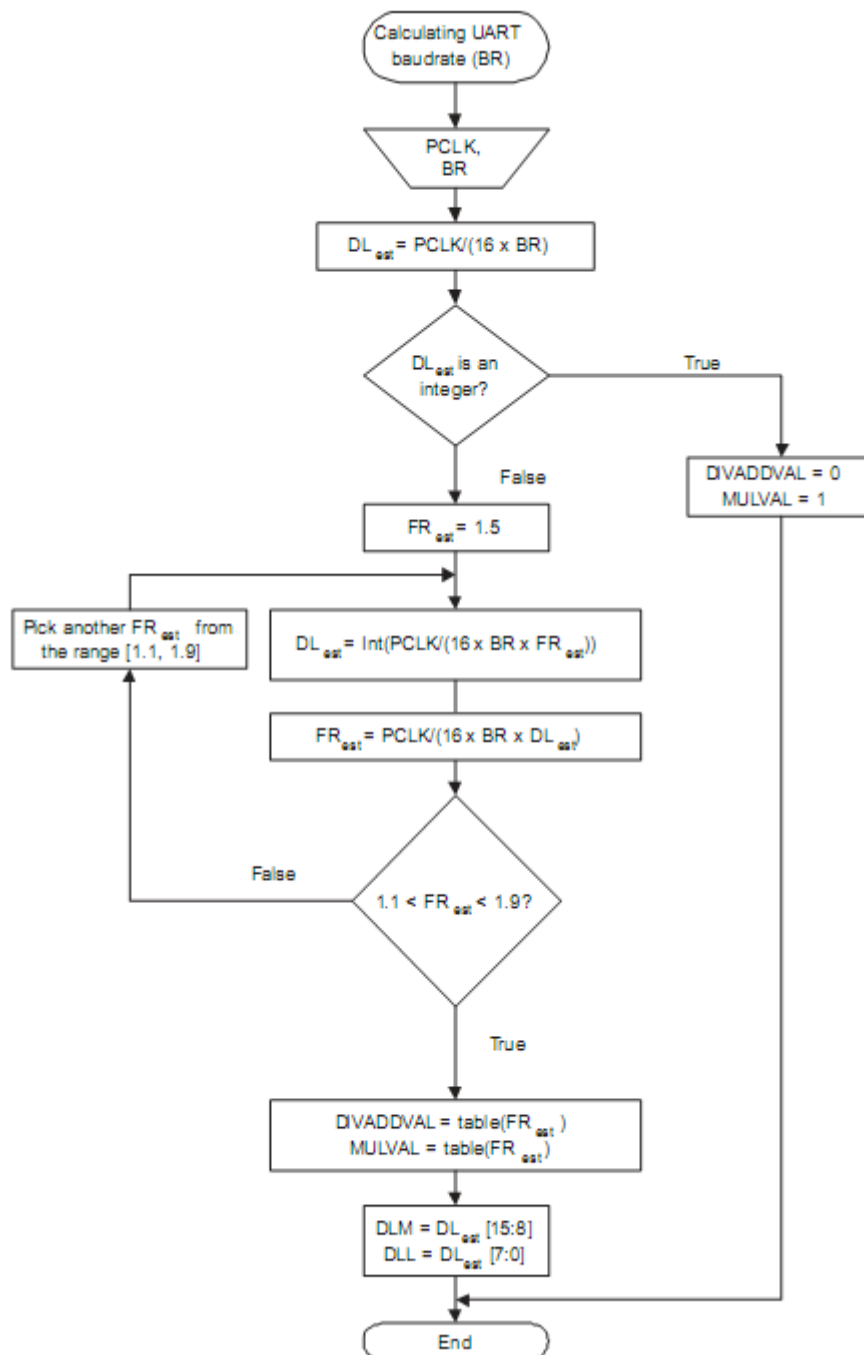 Calculating UART
baudrate (BR)
PCLK,
BR
DL est = PCLK/(16 x BR)
DL est is an
integer?
True
False
DIVADDVAL = 0
MULVAL = 1
FR est = 1.5
Pick another FR est from
the range [1.1, 1.9]
DL est = Int(PCLK/(16 x BR x FR est))
FR est = PCLK/(16 x BR x DL est)
False
1.1 < FR est < 1.9?
True
DIVADDVAL = table(FR est )
MULVAL = table(FR est)
DLM = DL est [15:8]
DLL = DL est [7:0]
End